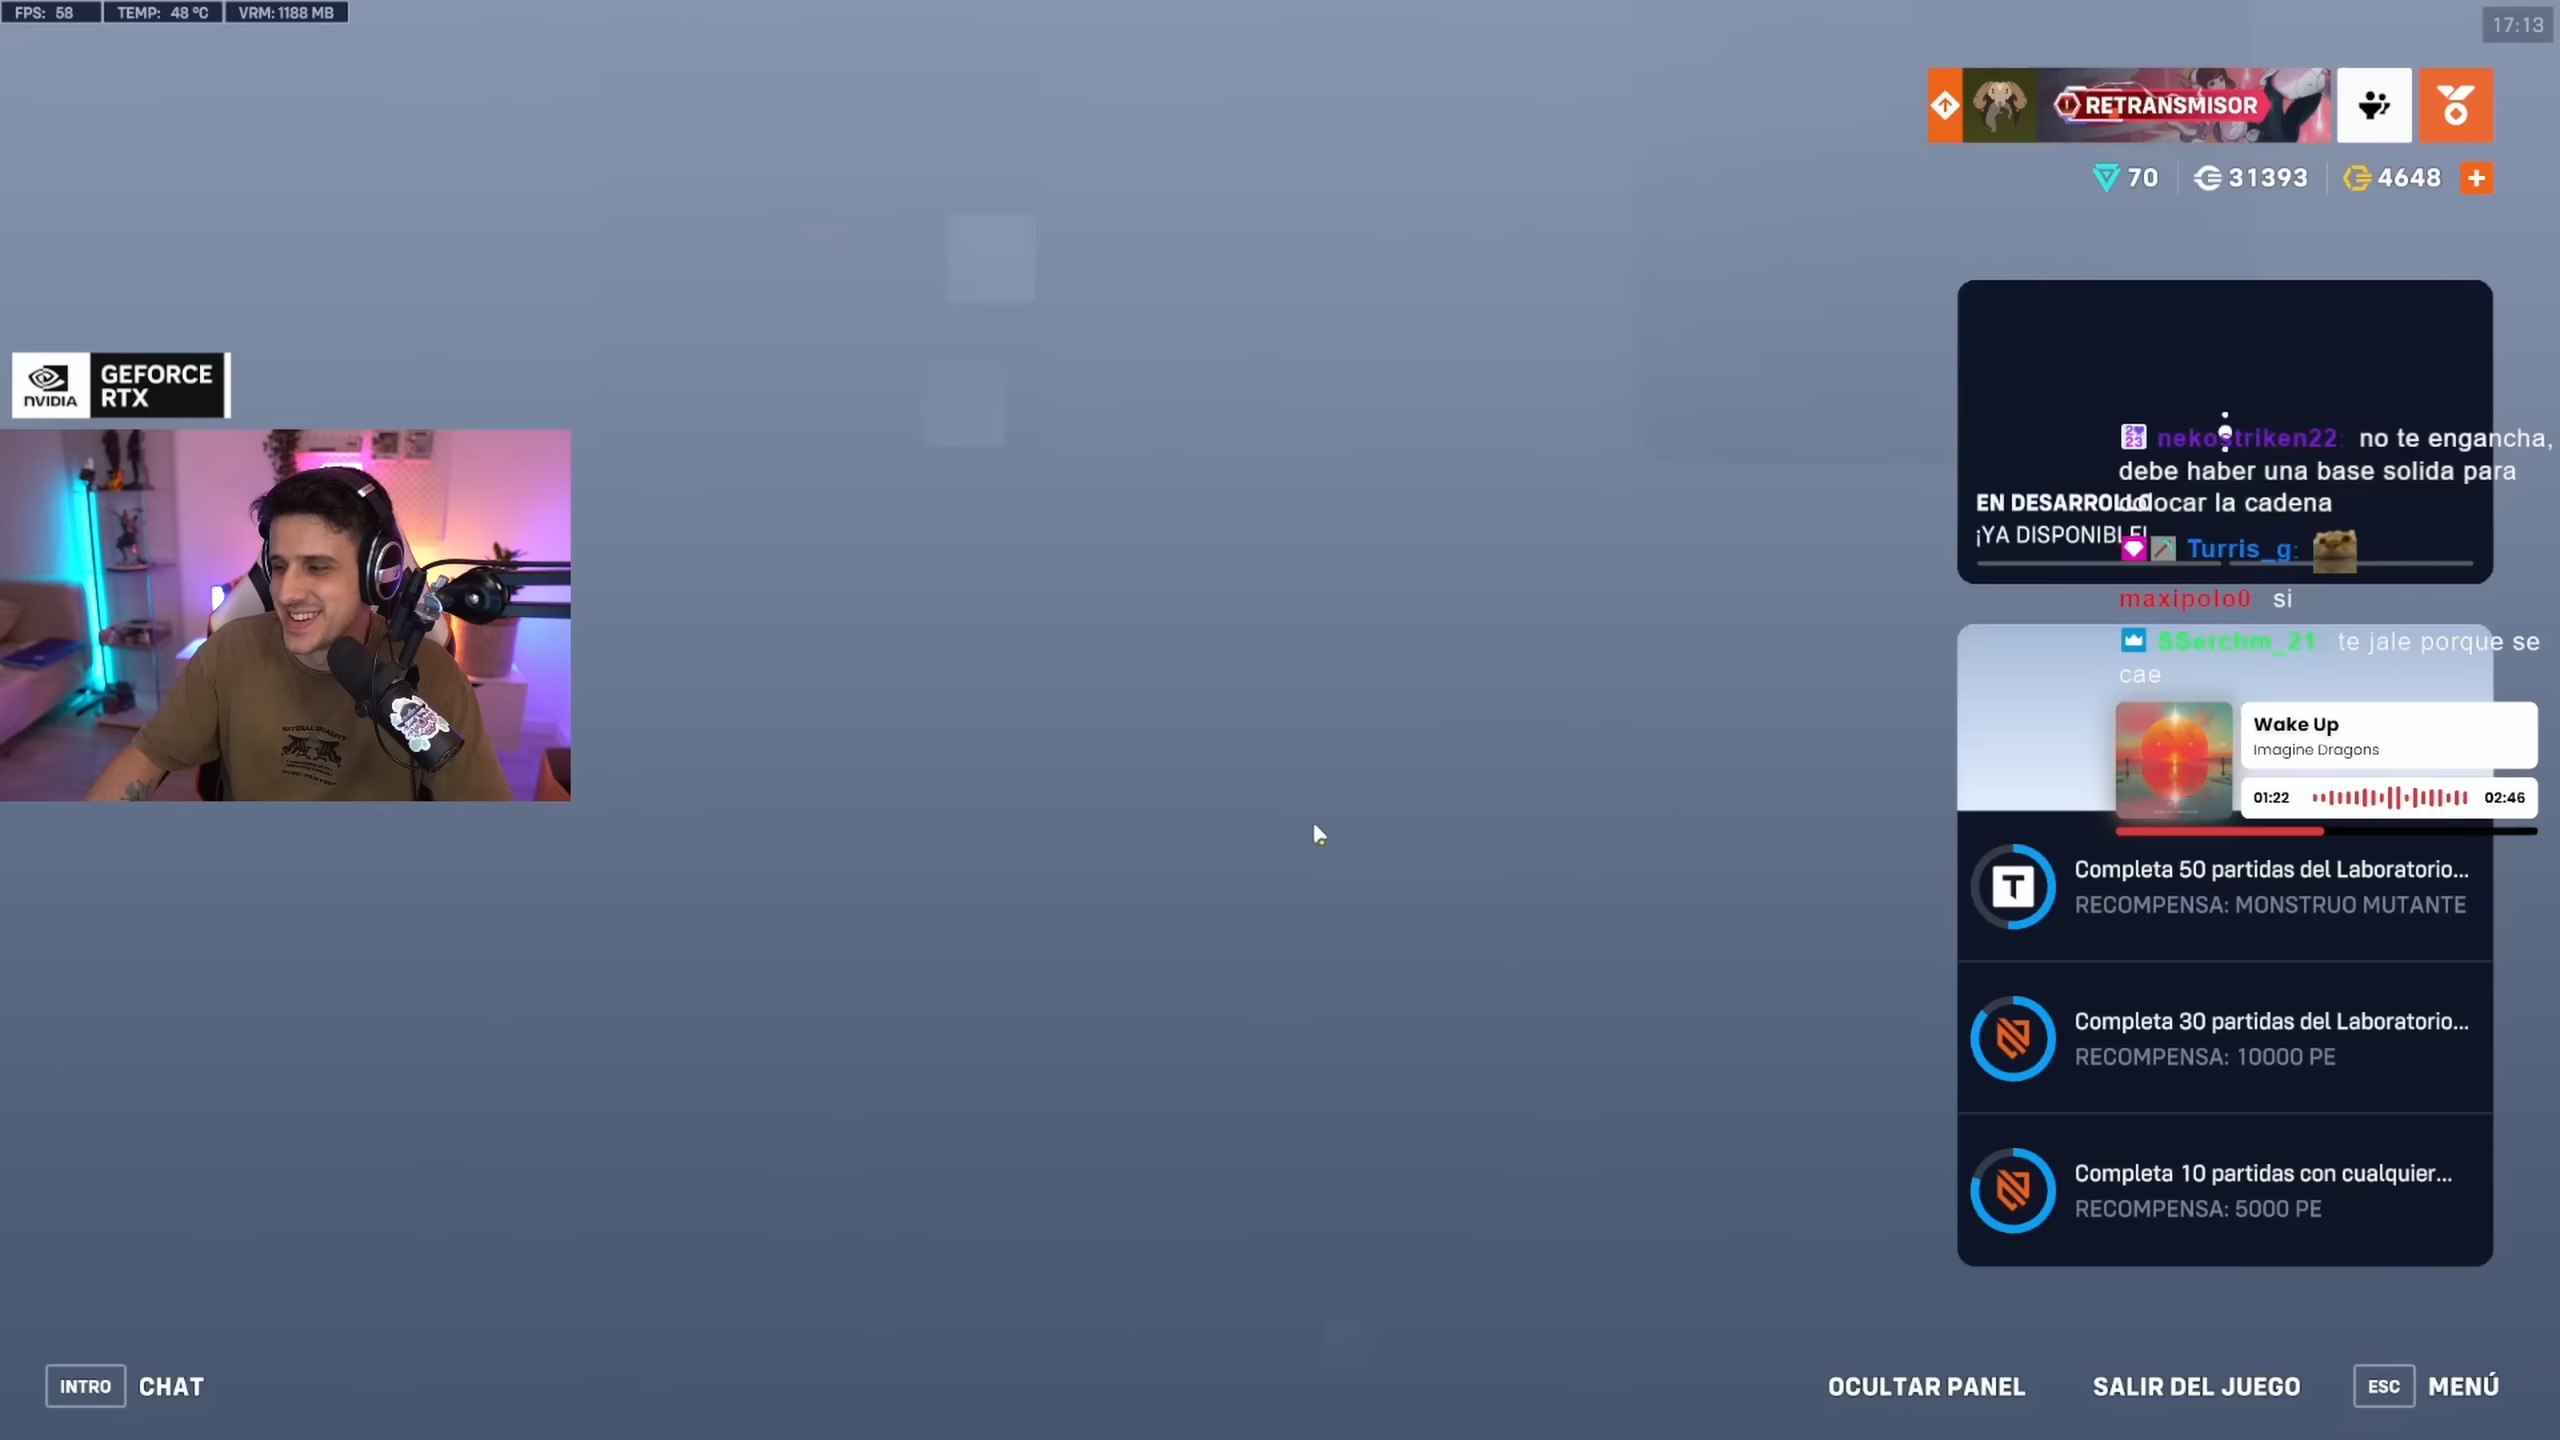 FPS: 58 TEMP: 48 ºC VRM: 1188 MB
17:13
RETRANSMISOR
70 31393 4648
NVIDIA
GEFORCE
RTX
nekostriken22: no te engancha,
debe haber una base solida para
colocar la cadena
EN DESARROLLO
¡YA DISPONIBLE!
Turris_g:
maxipolo0: si
SSerchm_21 te jale porque se
cae
Wake Up
Imagine Dragons
01:22 02:46
T Completa 50 partidas del Laboratorio...
RECOMPENSA: MONSTRUO MUTANTE
Completa 30 partidas del Laboratorio...
RECOMPENSA: 10000 PE
Completa 10 partidas con cualquier...
RECOMPENSA: 5000 PE
INTRO CHAT
OCULTAR PANEL SALIR DEL JUEGO ESC MENÚ